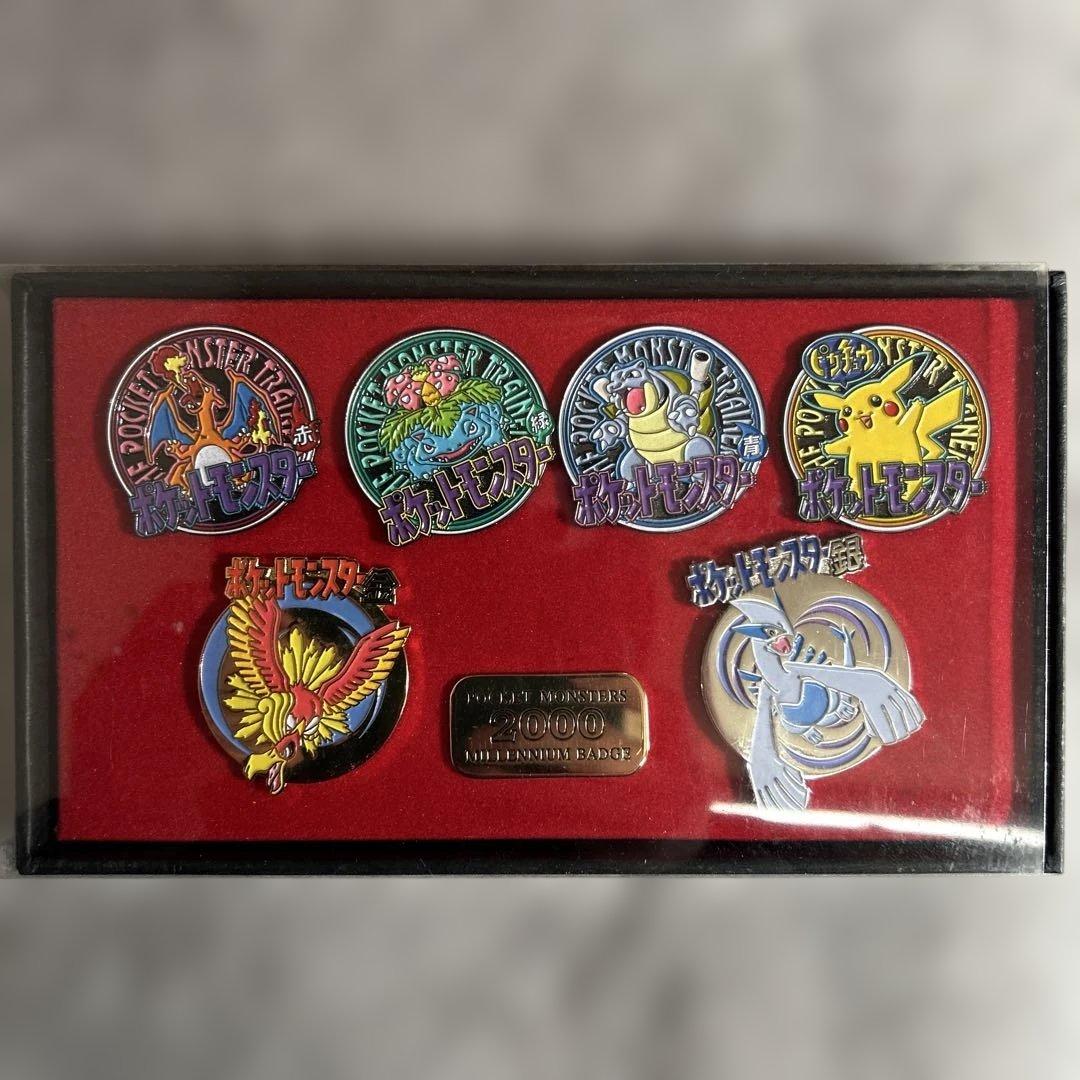 THE POCKET MONSTER TRAINER
赤
ポケットモンスター
THE POCKET MONSTER TRAINER
緑
ポケットモンスター
THE POCKET MONSTER TRAINER
青
ポケットモンスター
ピカチュウ
ポケットモンスター
ポケットモンスター金
ポケットモンスター銀
POCKET MONSTERS
2000
MILLENNIUM BADGE